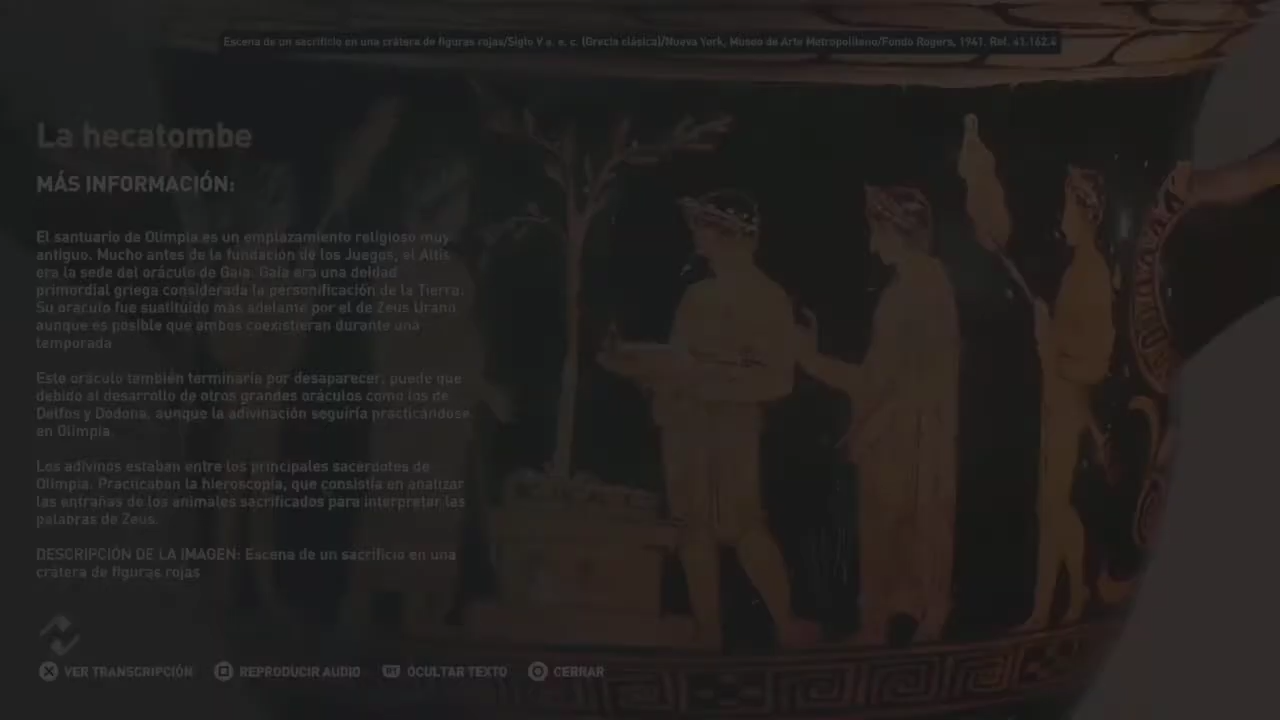 Escena de un sacrificio en una crátera de figuras rojas/Siglo V a. e. c. (Grecia clásica)/Nueva York, Museo de Arte Metropolitano/Fondo Rogers, 1941. Ref. 41.162.4
La hecatombe
MÁS INFORMACIÓN:
El santuario de Olimpia es un emplazamiento religioso muy
antiguo. Mucho antes de la fundación de los Juegos, el Altis
era la sede del oráculo de Gaia. Gaia era una deidad
primordial griega considerada la personificación de la Tierra.
Su oráculo fue sustituido más adelante por el de Zeus Urano,
aunque es posible que ambos coexistieran durante una
temporada.
Este oráculo también terminaría por desaparecer, puede que
debido al desarrollo de otros grandes oráculos como los de
Delfos y Dodona, aunque la adivinación seguiría practicándose
en Olimpia.
Los adivinos estaban entre los principales sacerdotes de
Olimpia. Practicaban la hieroscopia, que consistía en analizar
las entrañas de los animales sacrificados para interpretar las
palabras de Zeus.
DESCRIPCIÓN DE LA IMAGEN: Escena de un sacrificio en una
crátera de figuras rojas
VER TRANSCRIPCIÓN REPRODUCIR AUDIO OCULTAR TEXTO CERRAR